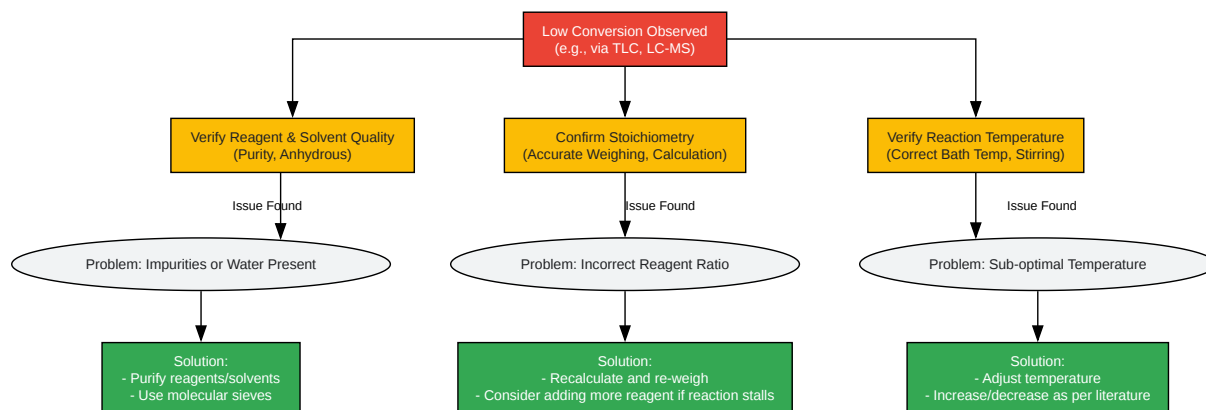 Low Conversion Observed
(e.g., via TLC, LC-MS)
Verify Reagent & Solvent Quality
(Purity, Anhydrous)
Confirm Stoichiometry
(Accurate Weighing, Calculation)
Verify Reaction Temperature
(Correct Bath Temp, Stirring)
Issue Found
Issue Found
Issue Found
Problem: Impurities or Water Present
Problem: Incorrect Reagent Ratio
Problem: Sub-optimal Temperature
Solution:
- Purify reagents/solvents
- Use molecular sieves
Solution:
- Recalculate and re-weigh
- Consider adding more reagent if reaction stalls
Solution:
- Adjust temperature
- Increase/decrease as per literature